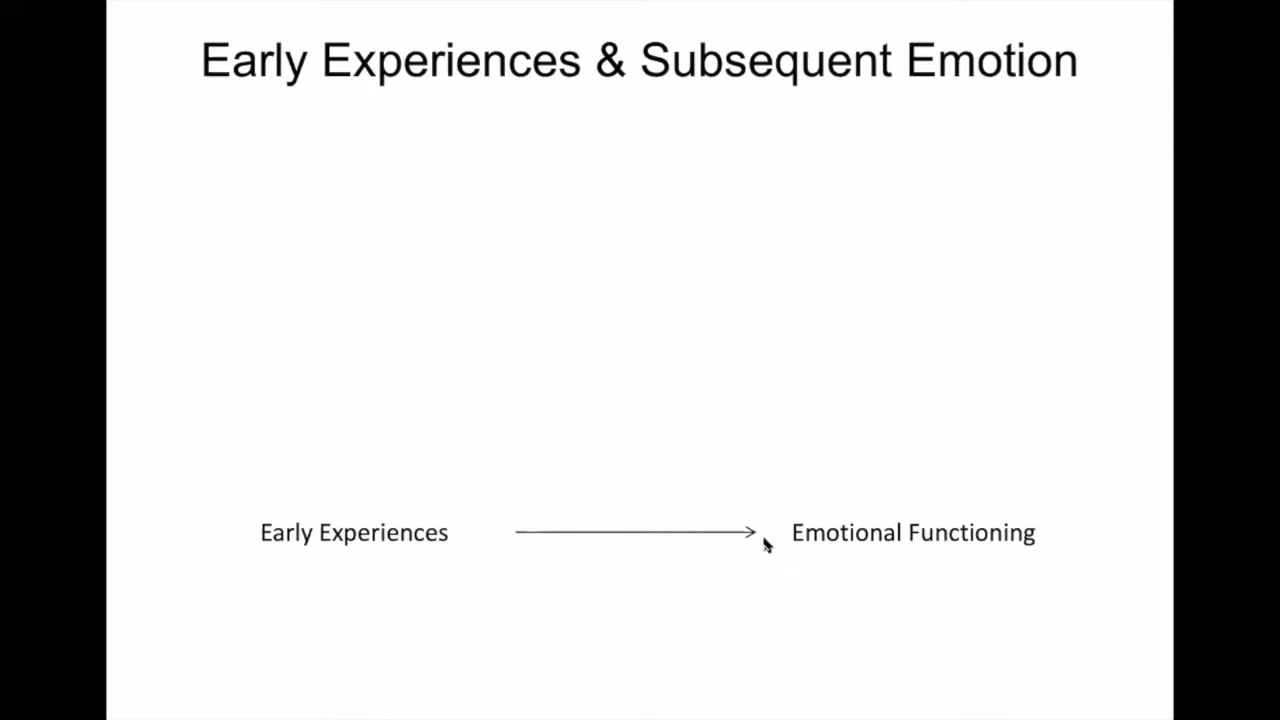 Early Experiences & Subsequent Emotion
Early Experiences
Emotional Functioning